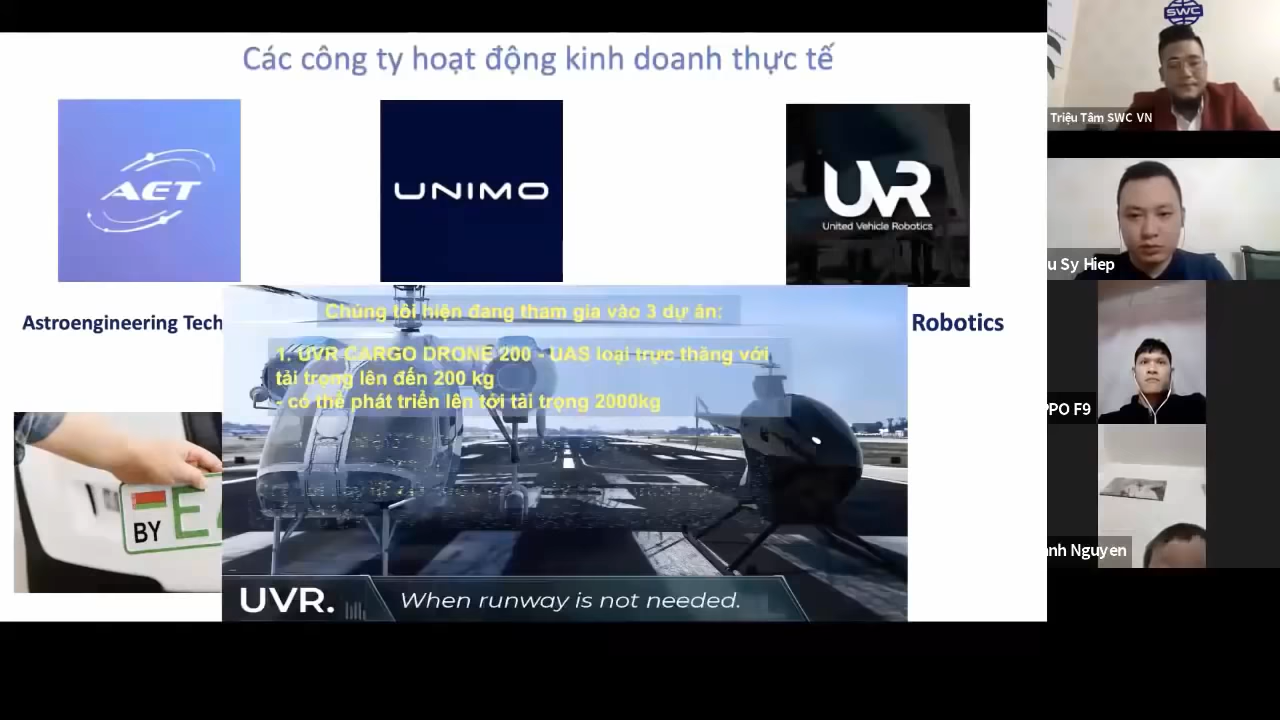 Các công ty hoạt động kinh doanh thực tế
AET
UNIMO
UVR
United Vehicle Robotics
Astroengineering Tech
Robotics
Chúng tôi hiện đang tham gia vào 3 dự án:
1. UVR CARGO DRONE 200 - UAS loại trực thăng với
tải trọng lên đến 200 kg
- có thể phát triển lên tới tải trọng 2000kg
BY E
UVR.
When runway is not needed.
SWC
Triệu Tâm SWC VN
u Sy Hiep
PPO F9
anh Nguyen